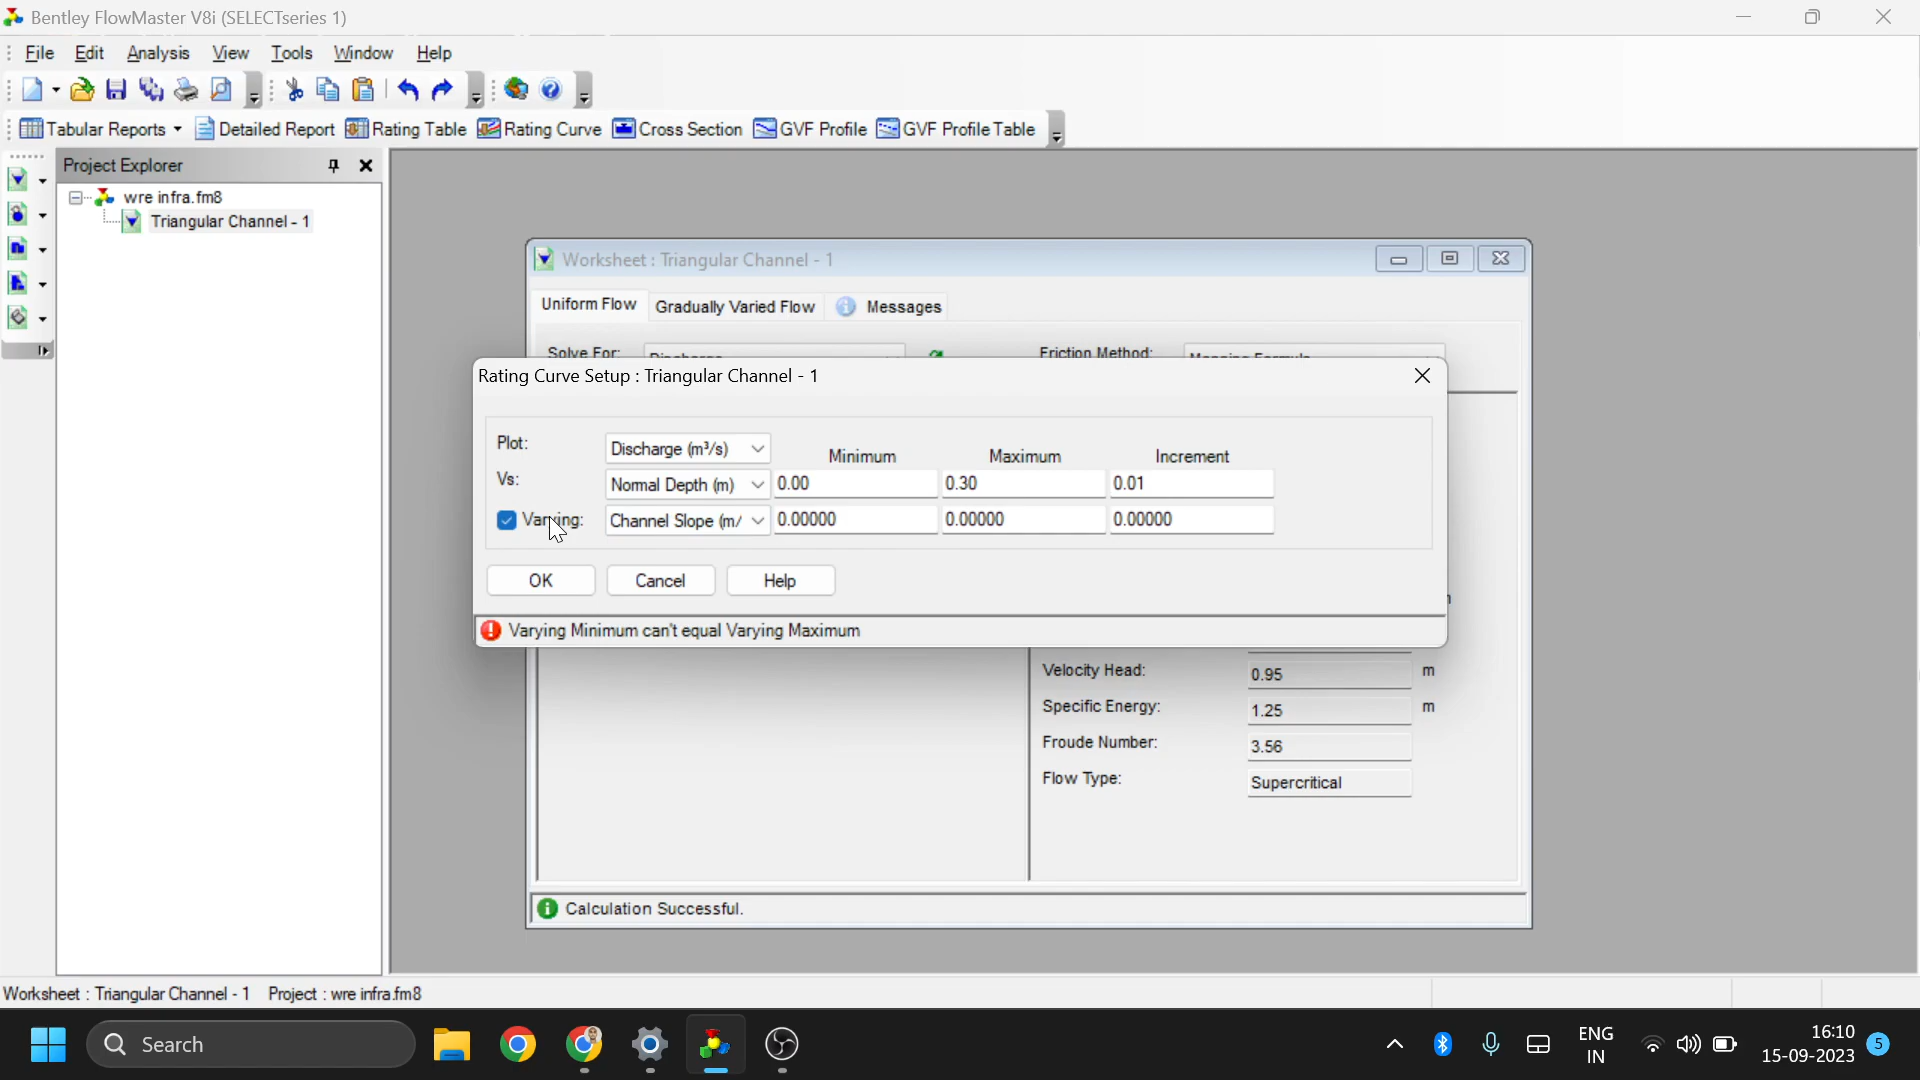 Bentley FlowMaster V8i (SELECTseries 1)
File Edit Analysis View Tools Window Help
Tabular Reports Detailed Report Rating Table Rating Curve Cross Section GVF Profile GVF Profile Table
Project Explorer
wre infra.fm8
Triangular Channel - 1
Worksheet : Triangular Channel - 1
Uniform Flow Gradually Varied Flow Messages
Solve For: Discharge Friction Method: Manning Formula
Rating Curve Setup : Triangular Channel - 1
Plot: Discharge (m³/s) Minimum Maximum Increment
Vs: Normal Depth (m) 0.00 0.30 0.01
Varying: Channel Slope (m/ 0.00000 0.00000 0.00000
OK Cancel Help
Varying Minimum can't equal Varying Maximum
Velocity Head: 0.95 m
Specific Energy: 1.25 m
Froude Number: 3.56
Flow Type: Supercritical
Calculation Successful.
Worksheet : Triangular Channel - 1 Project : wre infra.fm8
Search
ENG
IN
16:10
15-09-2023
5